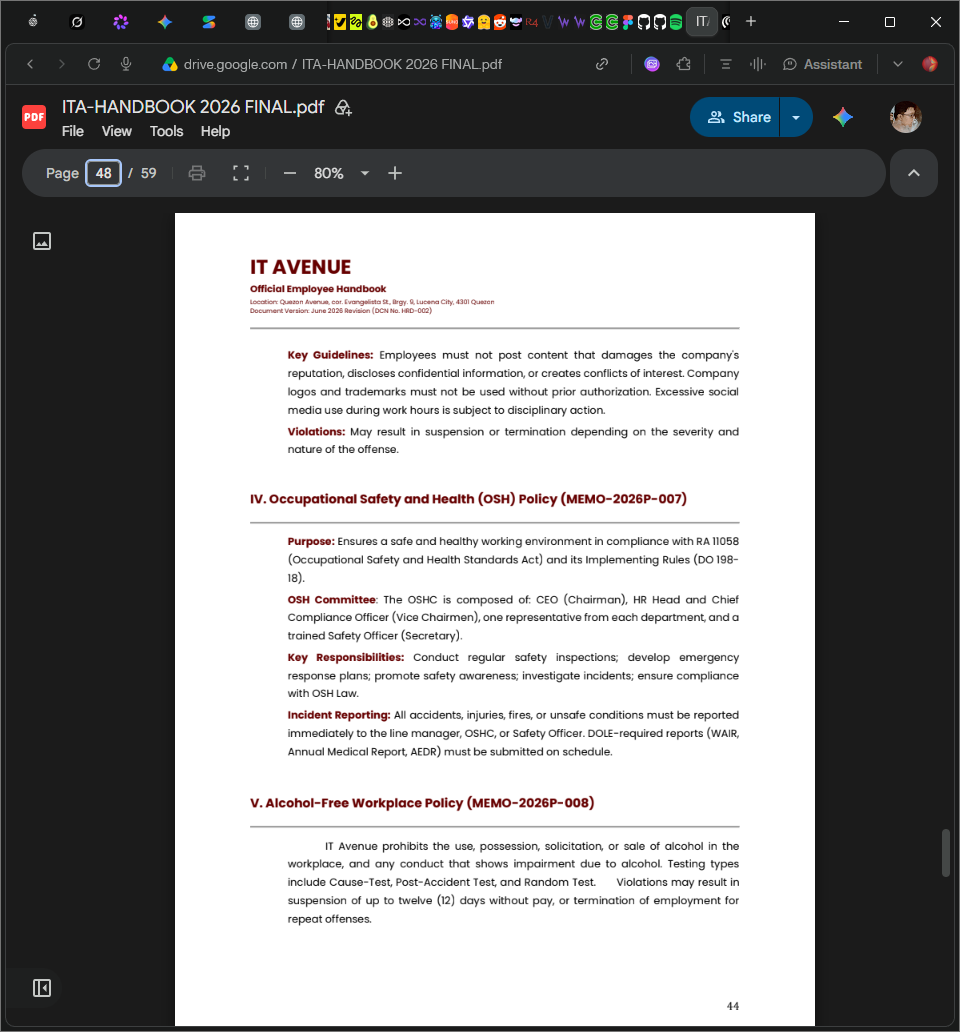 drive.google.com / ITA-HANDBOOK 2026 FINAL.pdf
Assistant
PDF
ITA-HANDBOOK 2026 FINAL.pdf
File View Tools Help
Share
Page 48 / 59
80%
IT AVENUE
Official Employee Handbook
Location: Quezon Avenue, cor. Evangelista St., Brgy. 9, Lucena City, 4301 Quezon
Document Version: June 2026 Revision (DCN No. HRD-002)
Key Guidelines: Employees must not post content that damages the company's
reputation, discloses confidential information, or creates conflicts of interest. Company
logos and trademarks must not be used without prior authorization. Excessive social
media use during work hours is subject to disciplinary action.
Violations: May result in suspension or termination depending on the severity and
nature of the offense.
IV. Occupational Safety and Health (OSH) Policy (MEMO-2026P-007)
Purpose: Ensures a safe and healthy working environment in compliance with RA 11058
(Occupational Safety and Health Standards Act) and its Implementing Rules (DO 198-
18).
OSH Committee: The OSHC is composed of: CEO (Chairman), HR Head and Chief
Compliance Officer (Vice Chairmen), one representative from each department, and a
trained Safety Officer (Secretary).
Key Responsibilities: Conduct regular safety inspections; develop emergency
response plans; promote safety awareness; investigate incidents; ensure compliance
with OSH Law.
Incident Reporting: All accidents, injuries, fires, or unsafe conditions must be reported
immediately to the line manager, OSHC, or Safety Officer. DOLE-required reports (WAIR,
Annual Medical Report, AEDR) must be submitted on schedule.
V. Alcohol-Free Workplace Policy (MEMO-2026P-008)
IT Avenue prohibits the use, possession, solicitation, or sale of alcohol in the
workplace, and any conduct that shows impairment due to alcohol. Testing types
include Cause-Test, Post-Accident Test, and Random Test. Violations may result in
suspension of up to twelve (12) days without pay, or termination of employment for
repeat offenses.
44